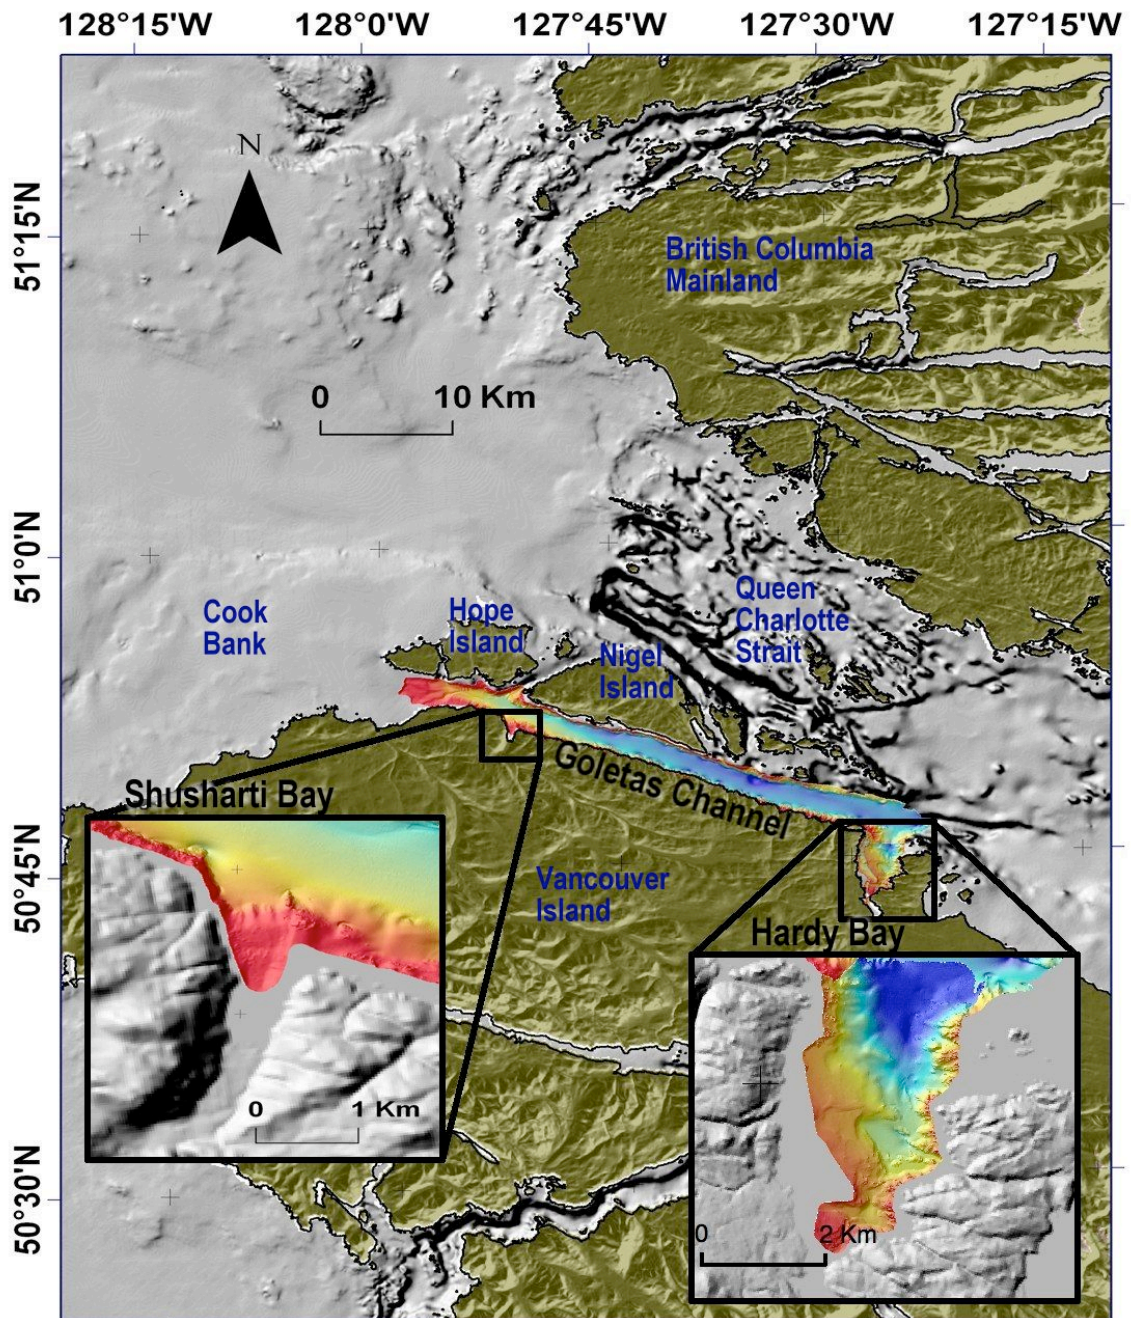 128°15'W 128°0'W 127°45'W 127°30'W 127°15'W
N
51°15'N
British Columbia
Mainland
0 10 Km
51°0'N
Cook
Bank
Hope
Island
Nigel
Island
Queen
Charlotte
Strait
Goletas Channel
Shusharti Bay
50°45'N
Vancouver
Island
Hardy Bay
0 1 Km
50°30'N
0 2 Km